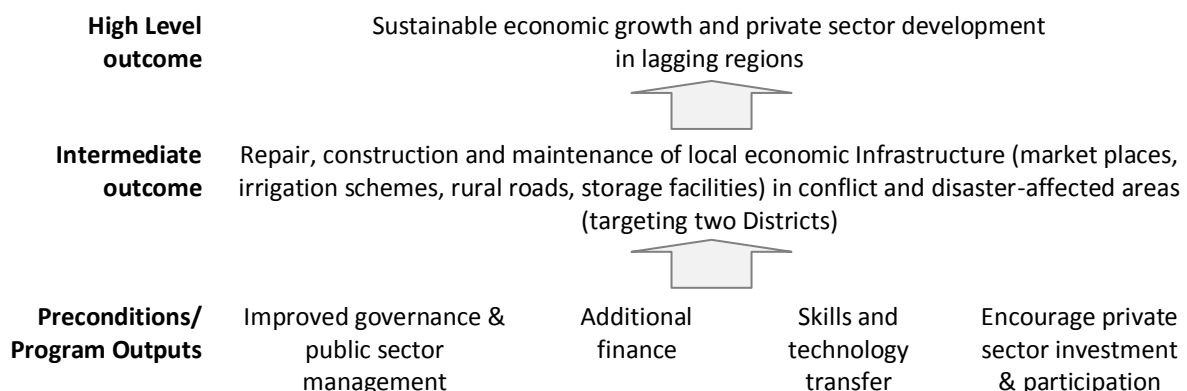 High Level
outcome
Sustainable economic growth and private sector development
in lagging regions
Intermediate
outcome
Repair, construction and maintenance of local economic Infrastructure (market places,
irrigation schemes, rural roads, storage facilities) in conflict and disaster-affected areas
(targeting two Districts)
Preconditions/
Program Outputs
Improved governance &
public sector
management
Additional
finance
Skills and
technology
transfer
Encourage private
sector investment
& participation